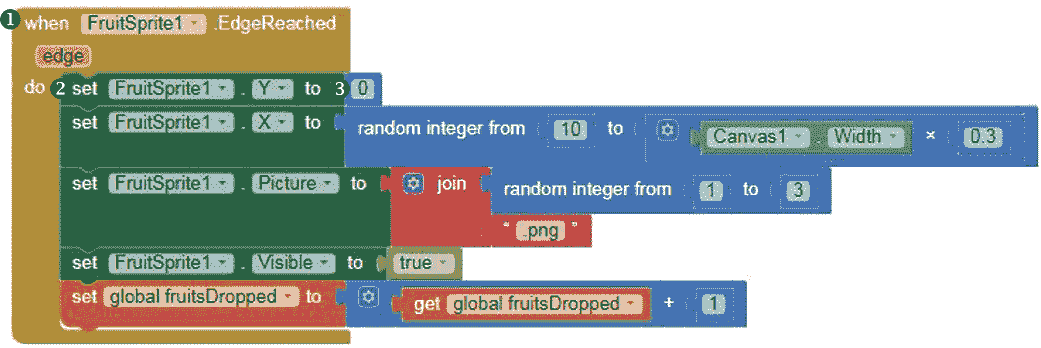 1 when FruitSprite1 .EdgeReached
edge
do 2 set FruitSprite1 . Y to 3 0
set FruitSprite1 . X to random integer from 10 to Canvas1 . Width × 0.3
set FruitSprite1 . Picture to join random integer from 1 to 3
“ .png ”
set FruitSprite1 . Visible to true
set global fruitsDropped to get global fruitsDropped + 1